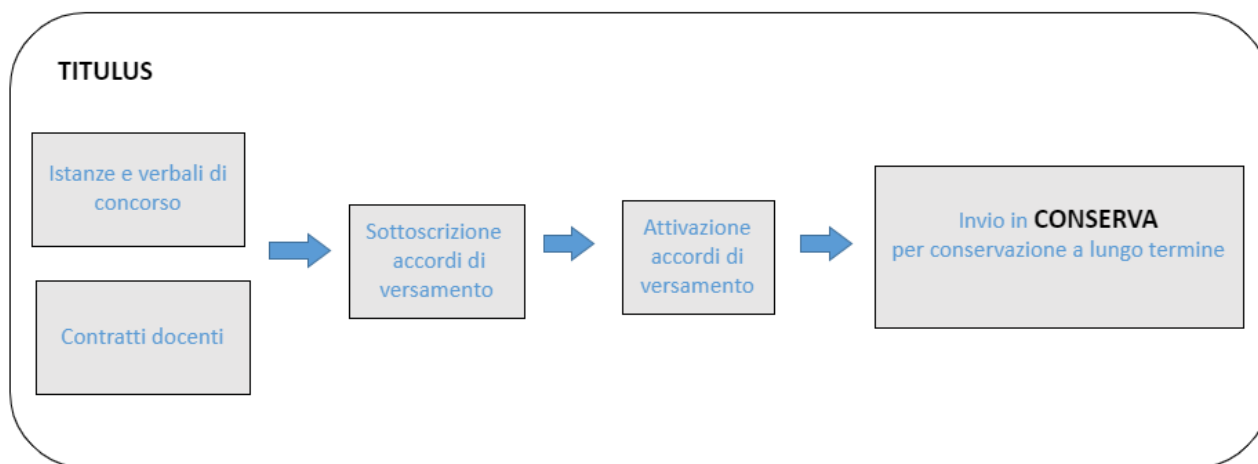 TITULUS
Istanze e verbali di
concorso
Contratti docenti
Sottoscrizione
accordi di
versamento
Attivazione
accordi di
versamento
Invio in CONSERVA
per conservazione a lungo termine